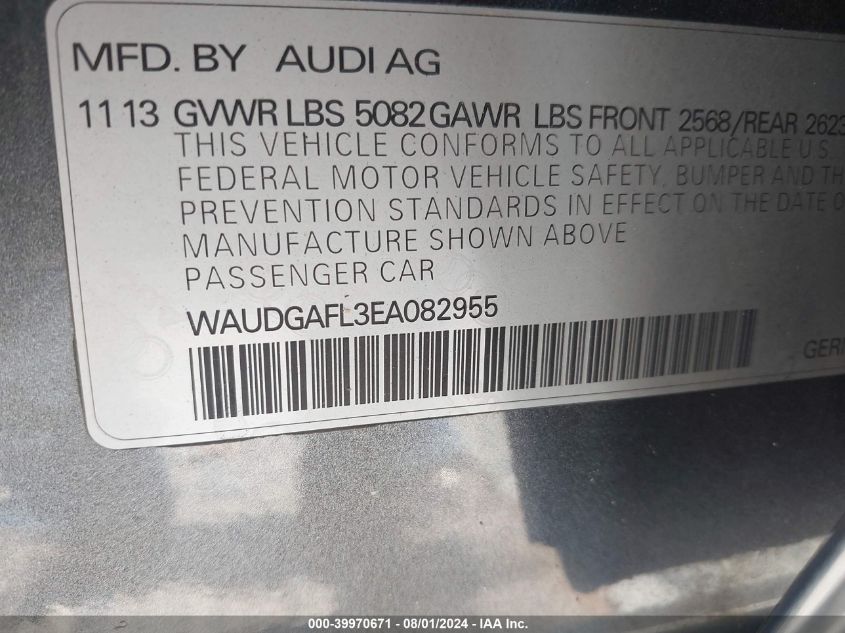 MFD. BY AUDI AG
11 13 GVWR LBS 5082 GAWR LBS FRONT 2568/REAR 2623
THIS VEHICLE CONFORMS TO ALL APPLICABLE U.S.
FEDERAL MOTOR VEHICLE SAFETY, BUMPER AND TH
PREVENTION STANDARDS IN EFFECT ON THE DATE O
MANUFACTURE SHOWN ABOVE
PASSENGER CAR
WAUDGAFL3EA082955
GER
000-39970671 - 08/01/2024 - IAA Inc.